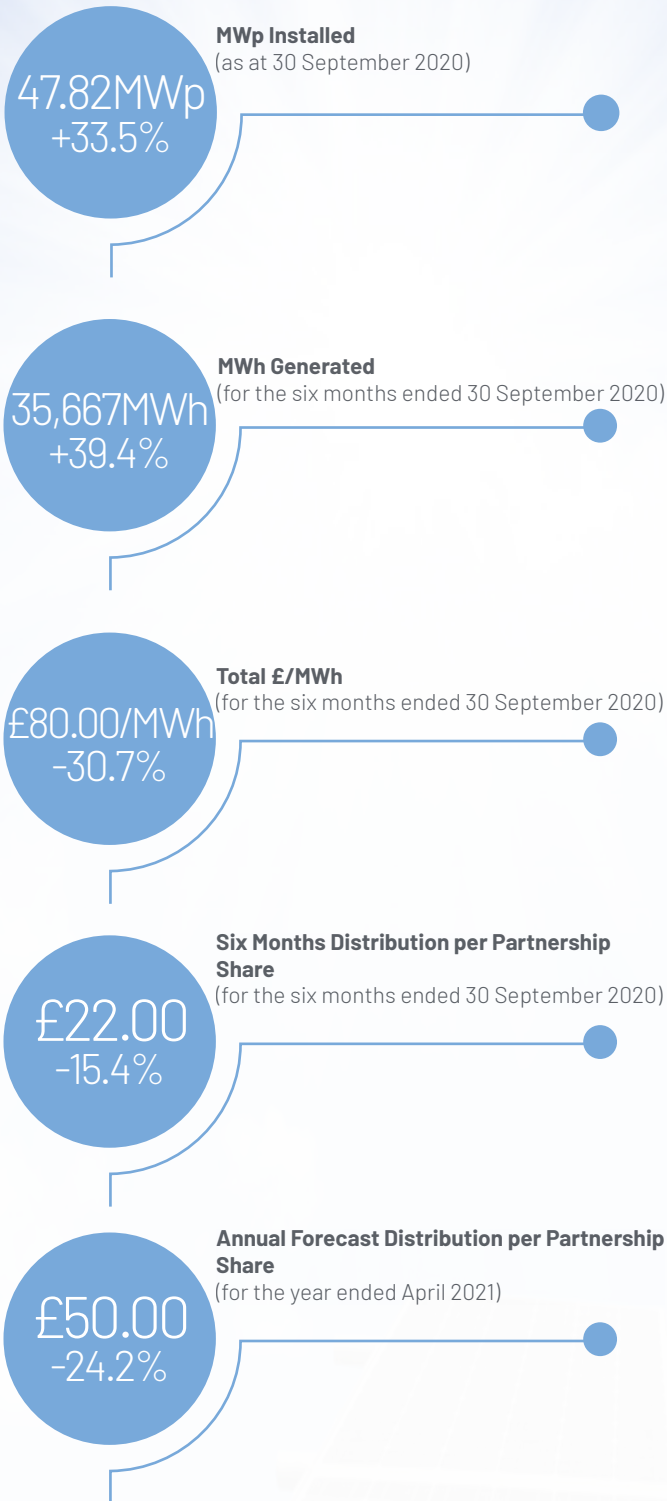 MWp Installed
(as at 30 September 2020)
47.82MWp
+33.5%
MWh Generated
(for the six months ended 30 September 2020)
35,667MWh
+39.4%
Total £/MWh
(for the six months ended 30 September 2020)
£80.00/MWh
-30.7%
Six Months Distribution per Partnership
Share
(for the six months ended 30 September 2020)
£22.00
-15.4%
Annual Forecast Distribution per Partnership
Share
(for the year ended April 2021)
£50.00
-24.2%